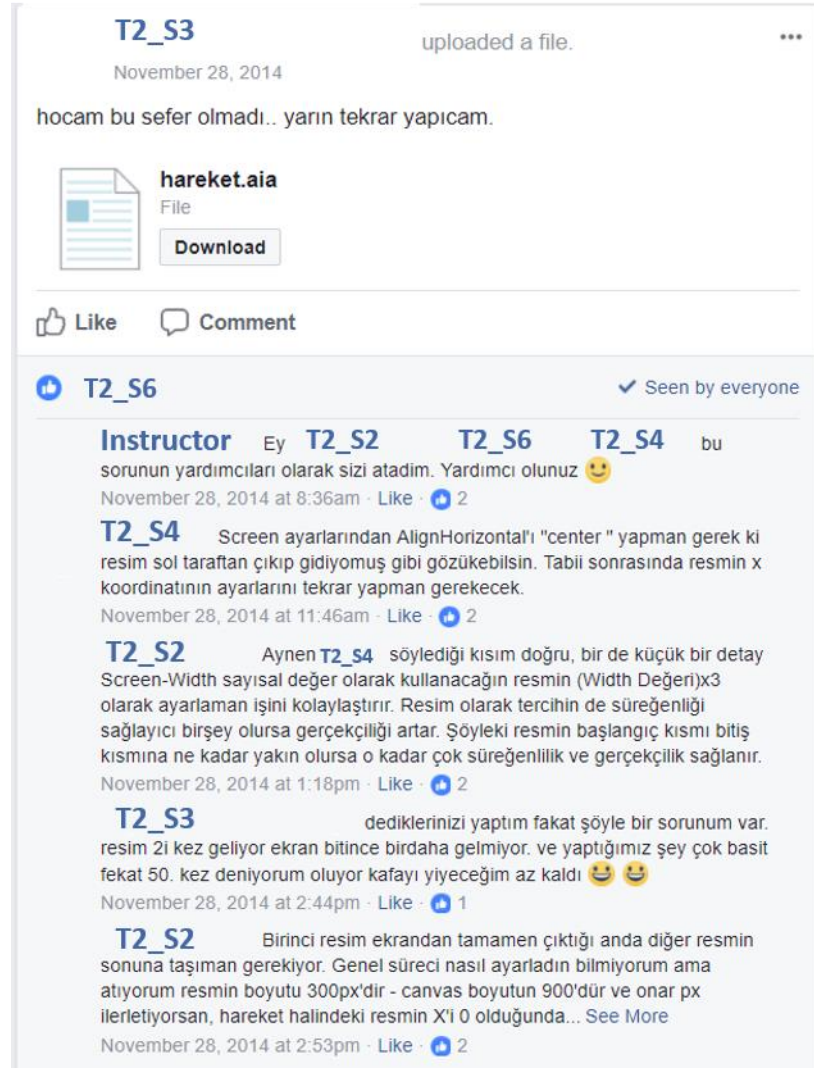 T2_S3 uploaded a file. •••
November 28, 2014
hocam bu sefer olmadı.. yarın tekrar yapıcam.
hareket.aia
File
Download
Like Comment
T2_S6 Seen by everyone
Instructor Ey T2_S2 T2_S6 T2_S4 bu
sorunun yardımcıları olarak sizi atadim. Yardımcı olunuz 🙂
November 28, 2014 at 8:36am · Like · 2
T2_S4 Screen ayarlarından AlignHorizontal'ı "center " yapman gerek ki
resim sol taraftan çıkıp gidiyomuş gibi gözükebilsin. Tabii sonrasında resmin x
koordinatının ayarlarını tekrar yapman gerekecek.
November 28, 2014 at 11:46am · Like · 2
T2_S2 Aynen T2_S4 söylediği kısım doğru, bir de küçük bir detay
Screen-Width sayısal değer olarak kullanacağın resmin (Width Değeri)x3
olarak ayarlaman işini kolaylaştırır. Resim olarak tercihin de süreğenliği
sağlayıcı birşey olursa gerçekçiliği artar. Şöyleki resmin başlangıç kısmı bitiş
kısmına ne kadar yakın olursa o kadar çok süreğenlilik ve gerçekçilik sağlanır.
November 28, 2014 at 1:18pm · Like · 2
T2_S3 dediklerinizi yaptım fakat şöyle bir sorunum var.
resim 2i kez geliyor ekran bitince birdaha gelmiyor. ve yaptığımız şey çok basit
fekat 50. kez deniyorum oluyor kafayı yiyeceğim az kaldı 😀 😀
November 28, 2014 at 2:44pm · Like · 1
T2_S2 Birinci resim ekrandan tamamen çıktığı anda diğer resmin
sonuna taşıman gerekiyor. Genel süreci nasıl ayarladın bilmiyorum ama
atıyorum resmin boyutu 300px'dir - canvas boyutun 900'dür ve onar px
ilerletiyorsan, hareket halindeki resmin X'i 0 olduğunda... See More
November 28, 2014 at 2:53pm · Like · 2